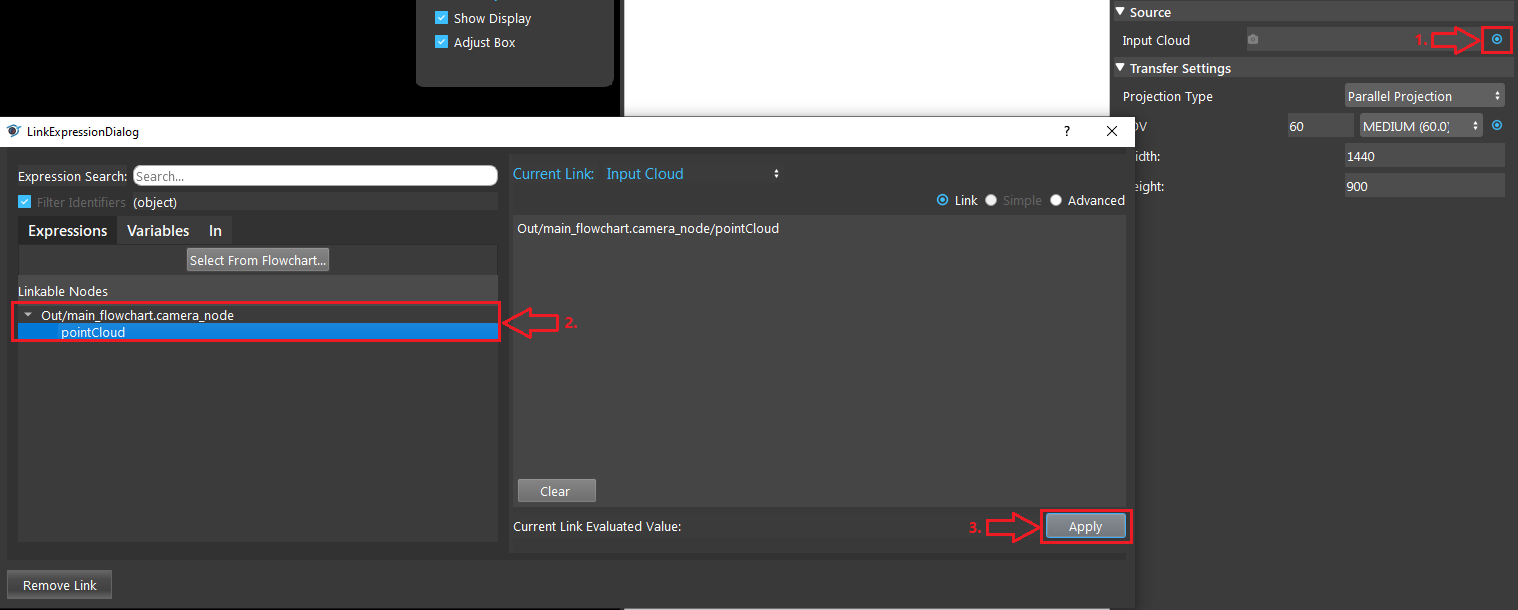 Show Display
Adjust Box
Source
Input Cloud
1.
Transfer Settings
Projection Type
Parallel Projection
OV
60
MEDIUM (60.0)
idth:
1440
eight:
900
LinkExpressionDialog
?
Expression Search:
Search...
Filter Identifiers
(object)
Expressions
Variables
In
Select From Flowchart...
Linkable Nodes
Out/main_flowchart.camera_node
pointCloud
2.
Current Link:
Input Cloud
Link
Simple
Advanced
Out/main_flowchart.camera_node/pointCloud
Clear
Current Link Evaluated Value:
3.
Apply
Remove Link